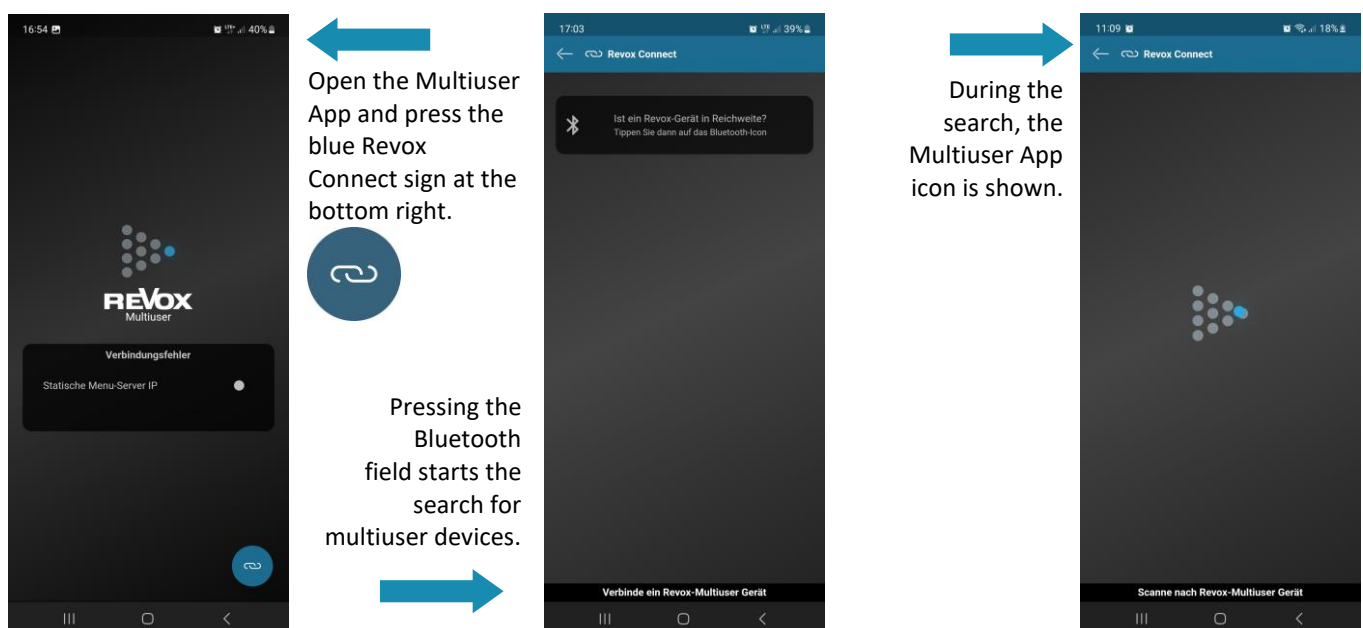 16:54
40%
REVOX
Multiuser
Verbindungsfehler
Statische Menu-Server IP
Open the Multiuser
App and press the
blue Revox
Connect sign at the
bottom right.
Pressing the
Bluetooth
field starts the
search for
multiuser devices.
17:03
LTE 39%
Revox Connect
Ist ein Revox-Gerät in Reichweite?
Tippen Sie dann auf das Bluetooth-Icon
Verbinde ein Revox-Multiuser Gerät
During the
search, the
Multiuser App
icon is shown.
11:09
18%
Revox Connect
Scanne nach Revox-Multiuser Gerät